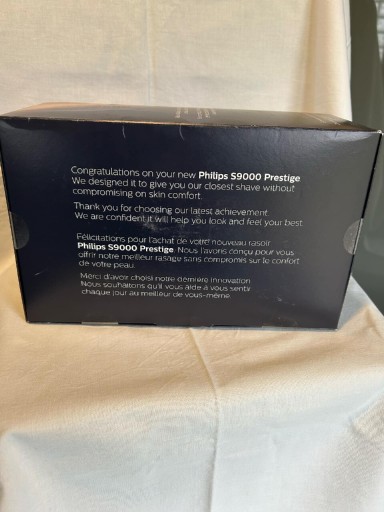 Congratulations on your new Philips S9000 Prestige
We designed it to give you our closest shave without
compromising on skin comfort.
Thank you for choosing our latest achievement
We are confident it will help you look and feel your best.
Félicitations pour l'achat de votre nouveau rasoir
Philips S9000 Prestige. Nous l'avons conçu pour vous
offrir notre meilleur rasage sans compromis sur le confort
de votre peau.
Merci d'avoir choisi notre dernière innovation
Nous souhaitons qu'il vous aide à vous sentir
chaque jour au meilleur de vous-même